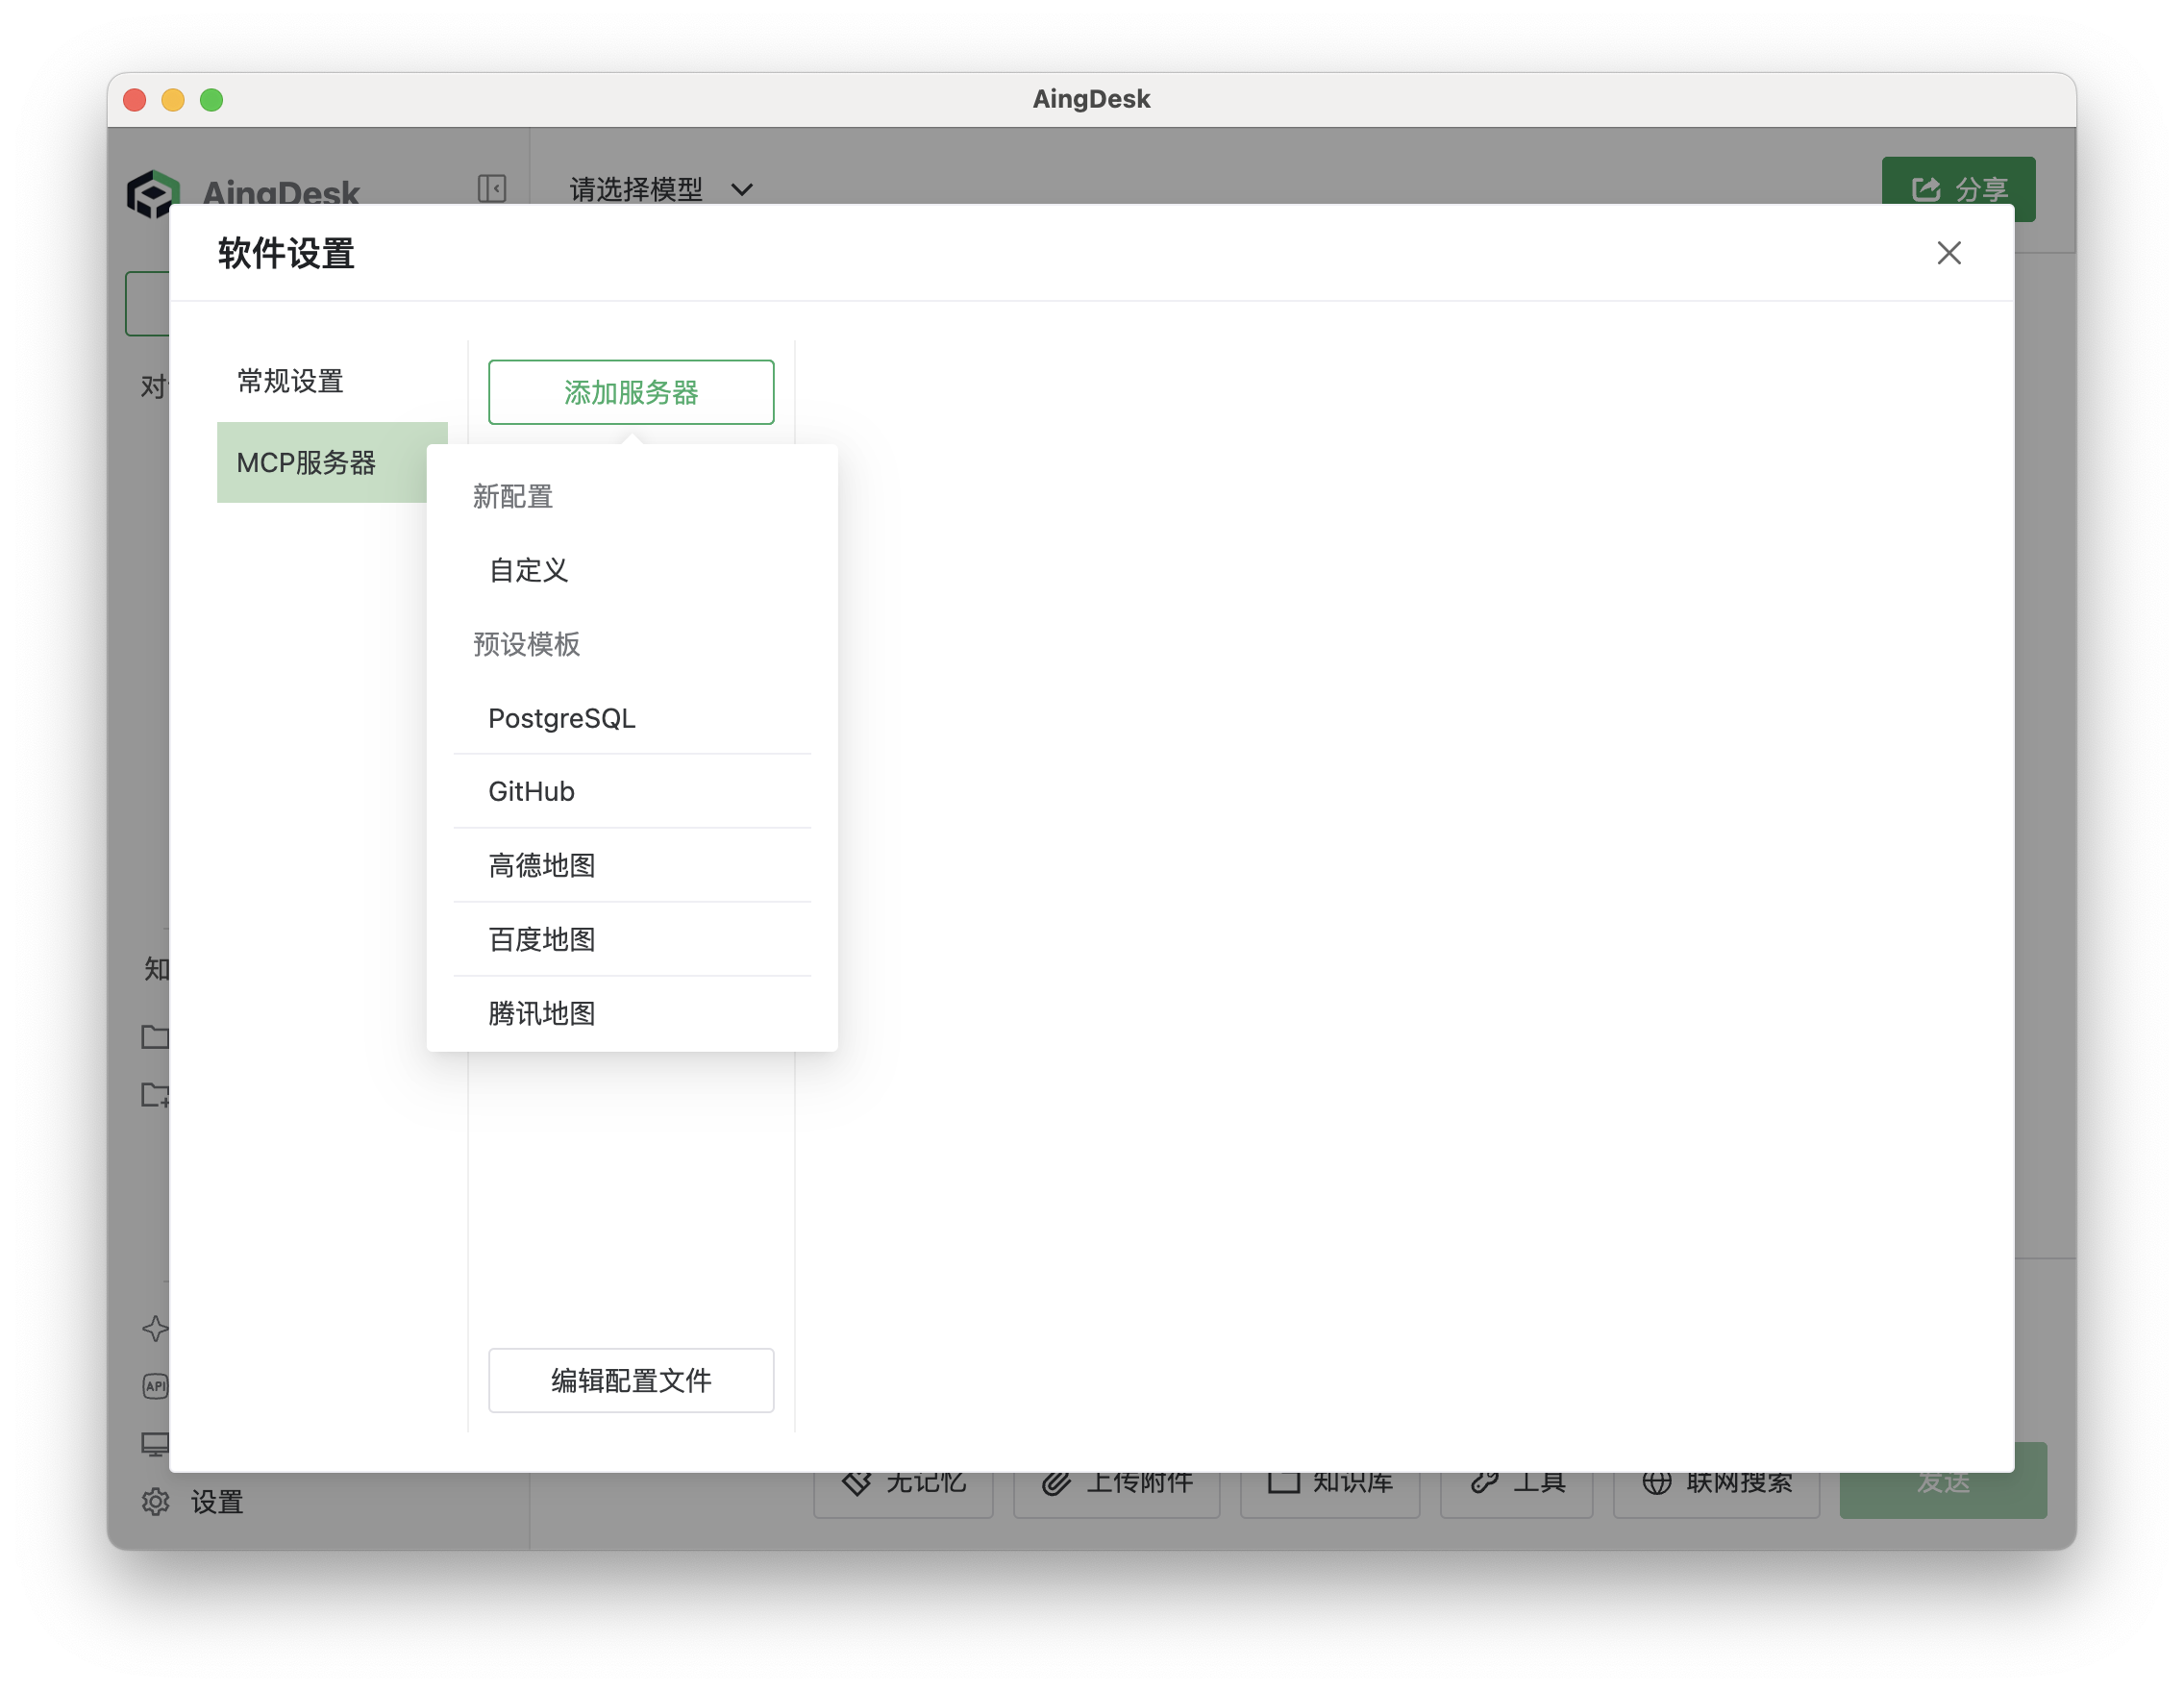 AingDesk
AingDesk
请选择模型
分享
软件设置
常规设置
MCP服务器
添加服务器
新配置
自定义
预设模板
PostgreSQL
GitHub
高德地图
百度地图
腾讯地图
编辑配置文件
对
知
API
设置
无记忆
上传附件
知识库
工具
联网搜索
发送